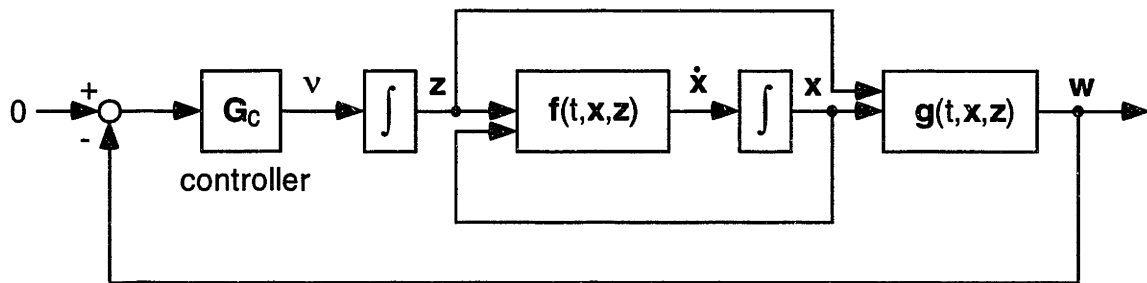 0
+
-
G_C
controller
ν
∫
z
f(t,x,z)
ẋ
∫
x
g(t,x,z)
w